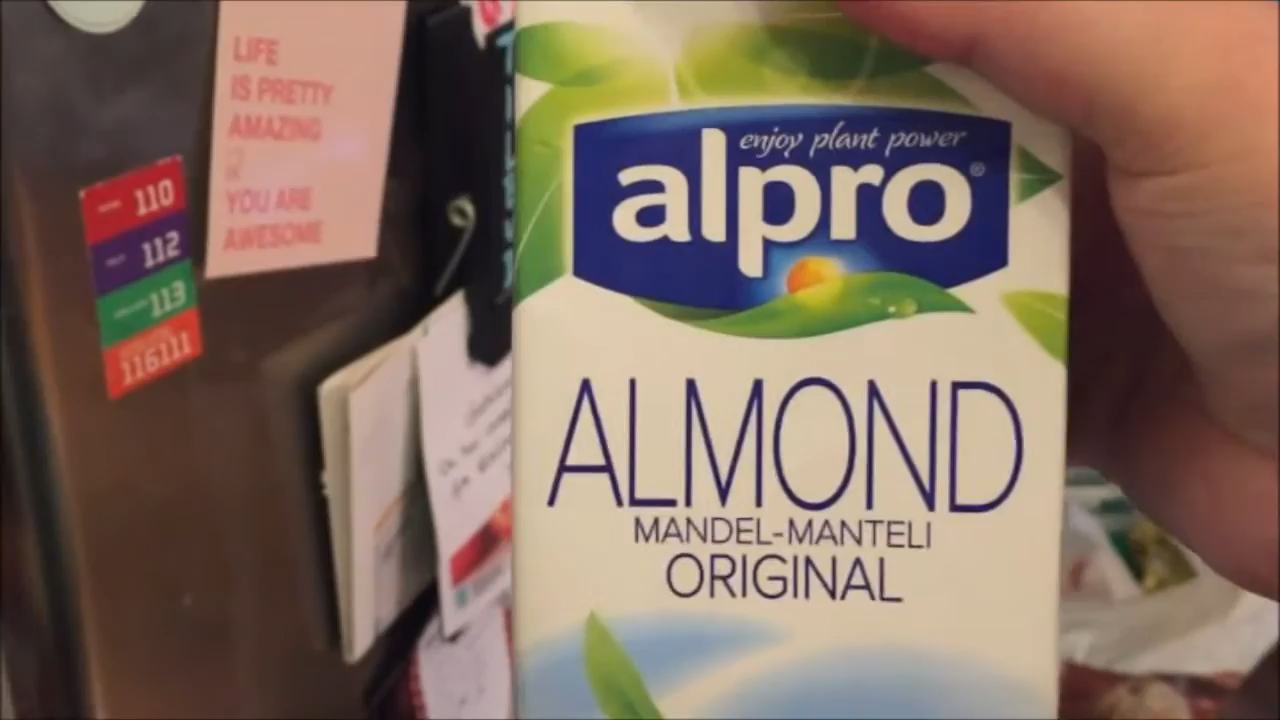 LIFE
IS PRETTY
AMAZING
YOU ARE
AWESOME
110
112
113
116111
enjoy plant power
alpro®
ALMOND
MANDEL-MANTELI
ORIGINAL